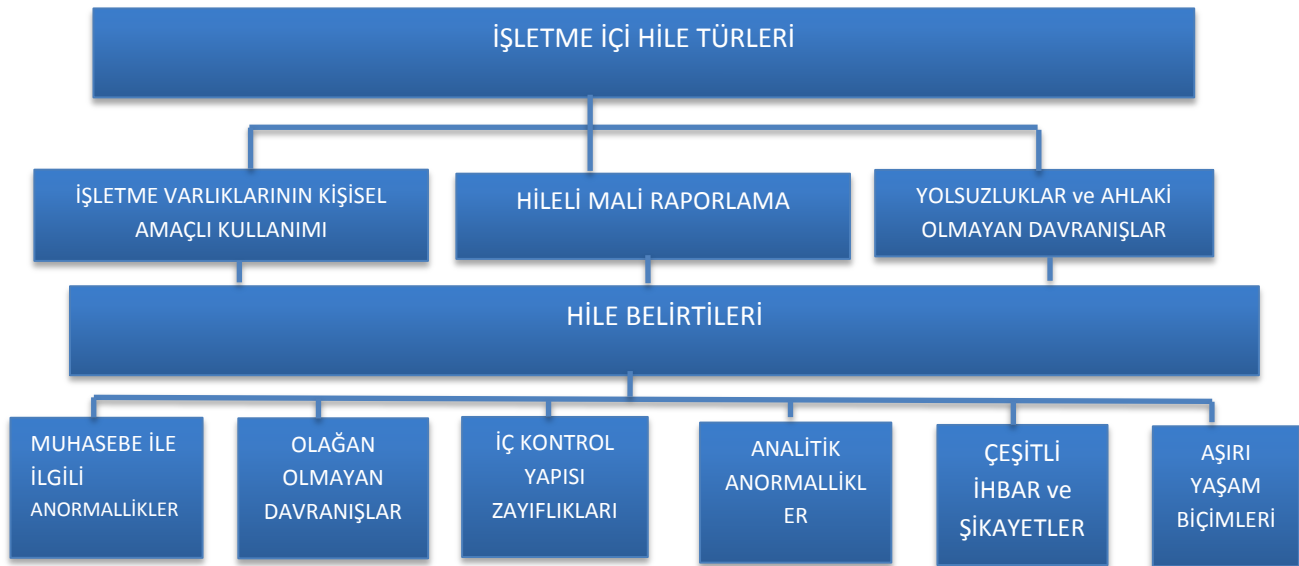 İŞLETME İÇİ HİLE TÜRLERİ
İŞLETME VARLIKLARININ KİŞİSEL
AMAÇLI KULLANIMI
HİLELİ MALİ RAPORLAMA
YOLSUZLUKLAR ve AHLAKİ
OLMAYAN DAVRANIŞLAR
HİLE BELİRTİLERİ
MUHASEBE İLE
İLGİLİ
ANORMALLİKLER
OLAĞAN
OLMAYAN
DAVRANIŞLAR
İÇ KONTROL
YAPISI
ZAYIFLIKLARI
ANALİTİK
ANORMALLİKL
ER
ÇEŞİTLİ
İHBAR ve
ŞİKAYETLER
AŞIRI
YAŞAM
BİÇİMLERİ